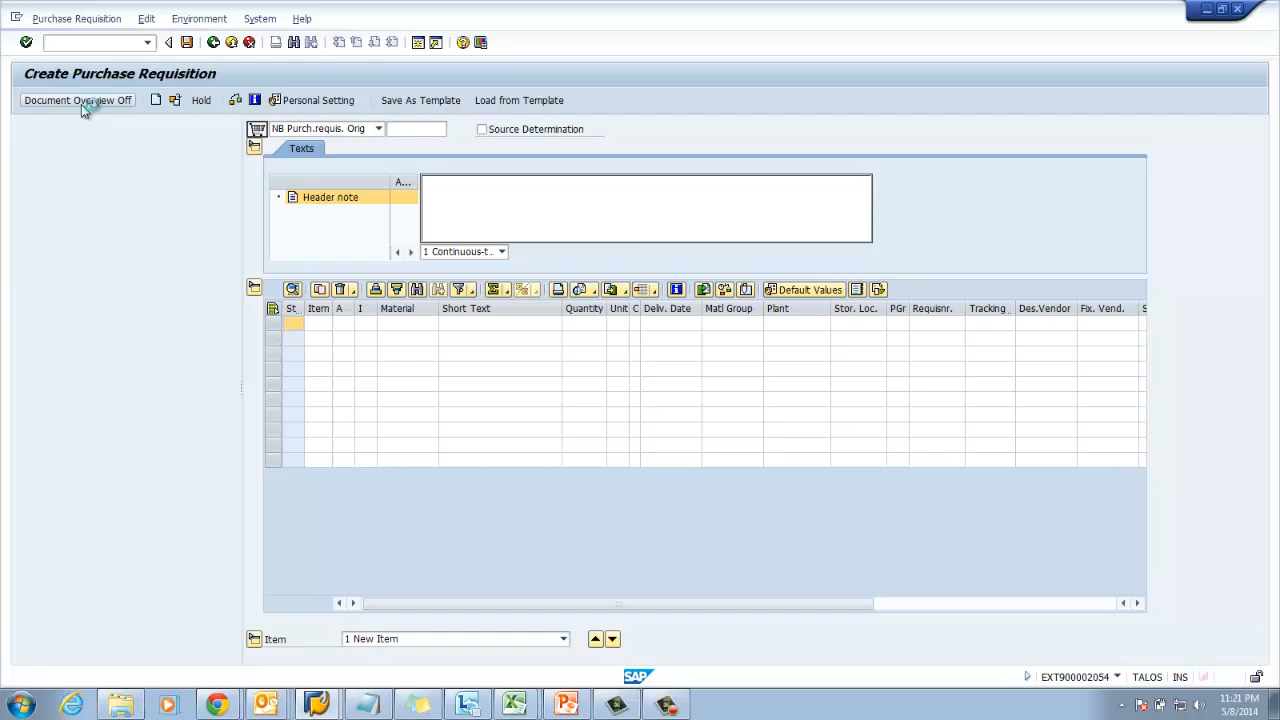 Purchase Requisition Edit Environment System Help
Create Purchase Requisition
Document Overview Off Hold Personal Setting Save As Template Load from Template
NB Purch.requis. Orig Source Determination
Texts
A...
Header note
1 Continuous-t...
Default Values
St.. Item A I Material Short Text Quantity Unit C Deliv. Date Matl Group Plant Stor. Loc. PGr Requisnr. Tracking.. Des.Vendor Fix. Vend. S
Item 1 New Item
SAP EXT900002054 TALOS INS
11:21 PM
5/8/2014